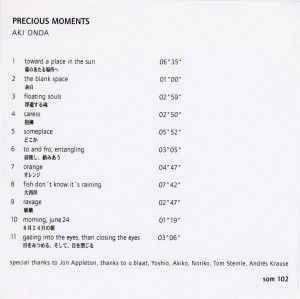 PRECIOUS MOMENTS
AKI ONDA
1 toward a place in the sun 06"35"
陽のあたる場所へ
2 the blank space 01"00"
余白
3 floating souls 02"59"
浮遊する魂
4 caress 02"50"
抱擁
5 someplace 05"52"
どこか
6 to and fro, entangling 03"05"
前後し、絡みあう
7 orange 04"47"
オレンジ
8 fish don't know it's raining 07"42"
大西洋
9 ravage 02"47"
10 morning, june 24 01"19"
6月24日の朝
11 gazing into the eyes, than closing the eyes 03"06"
目をみつめる、そして、目を閉じる
special thanks to Jon Appleton, thanks to o.blaat, Yoshio, Akiko, Noriko, Tom Steinle, Andrés Krause
som 102